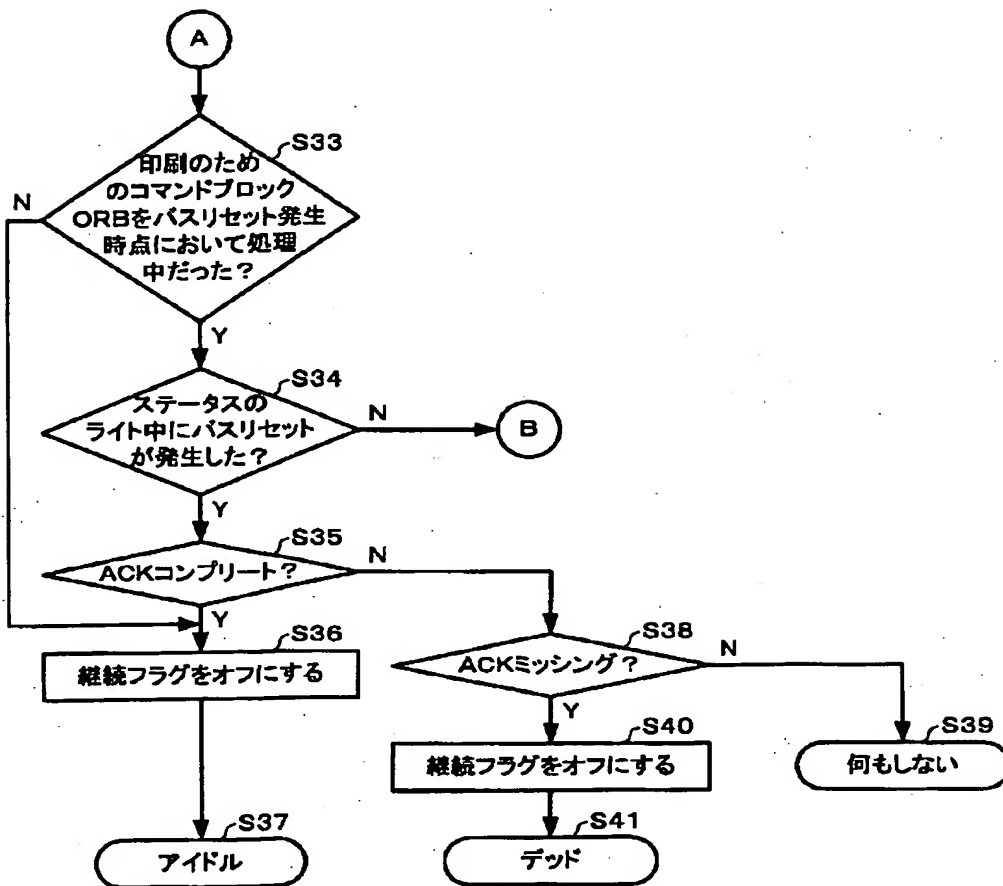 A
S33
印刷のため
のコマンドブロック
ORBをバスリセット発生
時点において処理
中だった？
N
Y
S34
ステータスの
ライト中にバスリセット
が発生した？
N
B
Y
S35
ACKコンプリート？
N
Y
S36
継続フラグをオフにする
S38
ACKミッシング？
N
Y
S40
継続フラグをオフにする
S39
何もしない
S37
アイドル
S41
デッド